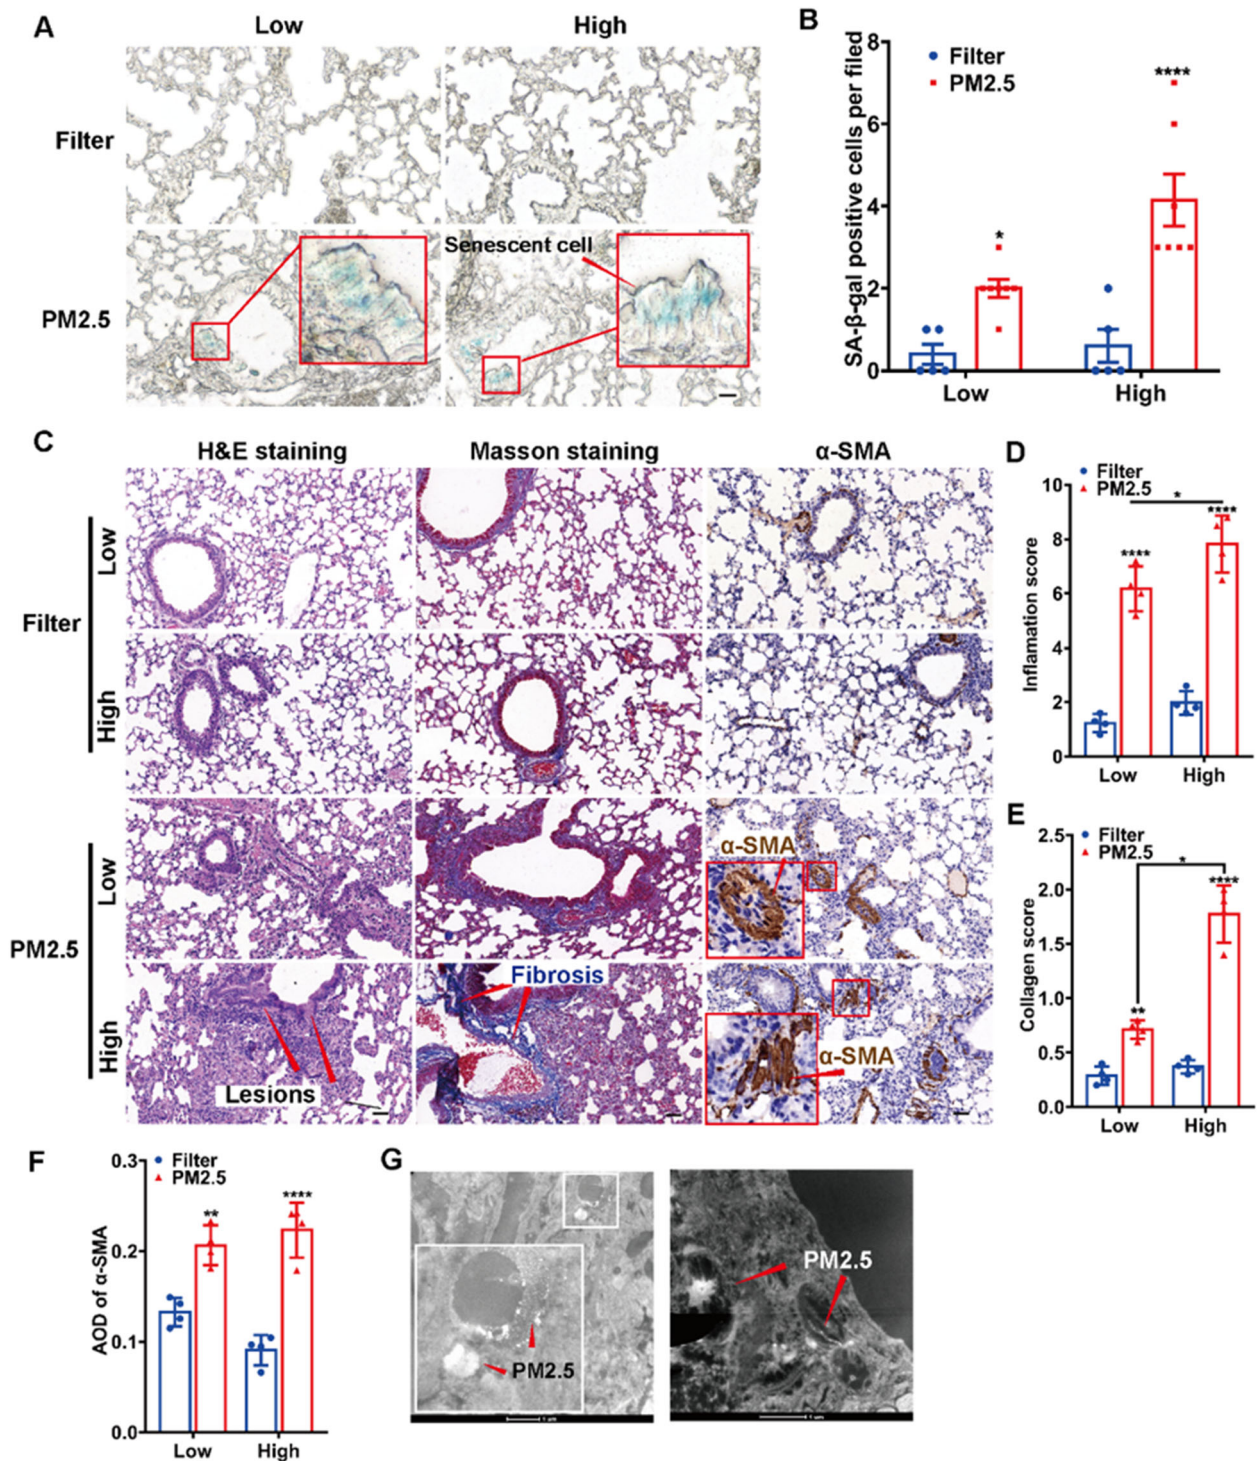 A
Low
High
Filter
PM2.5
Senescent cell
B
SA-β-gal positive cells per filed
8
6
4
2
0
Filter
PM2.5
*
****
Low
High
C
H&E staining
Masson staining
α-SMA
Filter
Low
High
PM2.5
Low
High
α-SMA
Fibrosis
α-SMA
Lesions
D
Filter
PM2.5
Inflamation score
10
8
6
4
2
0
*
****
****
Low
High
E
Filter
PM2.5
Collagen score
2.5
2.0
1.5
1.0
0.5
0.0
*
**
****
Low
High
F
Filter
PM2.5
AOD of α-SMA
0.3
0.2
0.1
0.0
**
****
Low
High
G
PM2.5
PM2.5
1 μm
1 μm